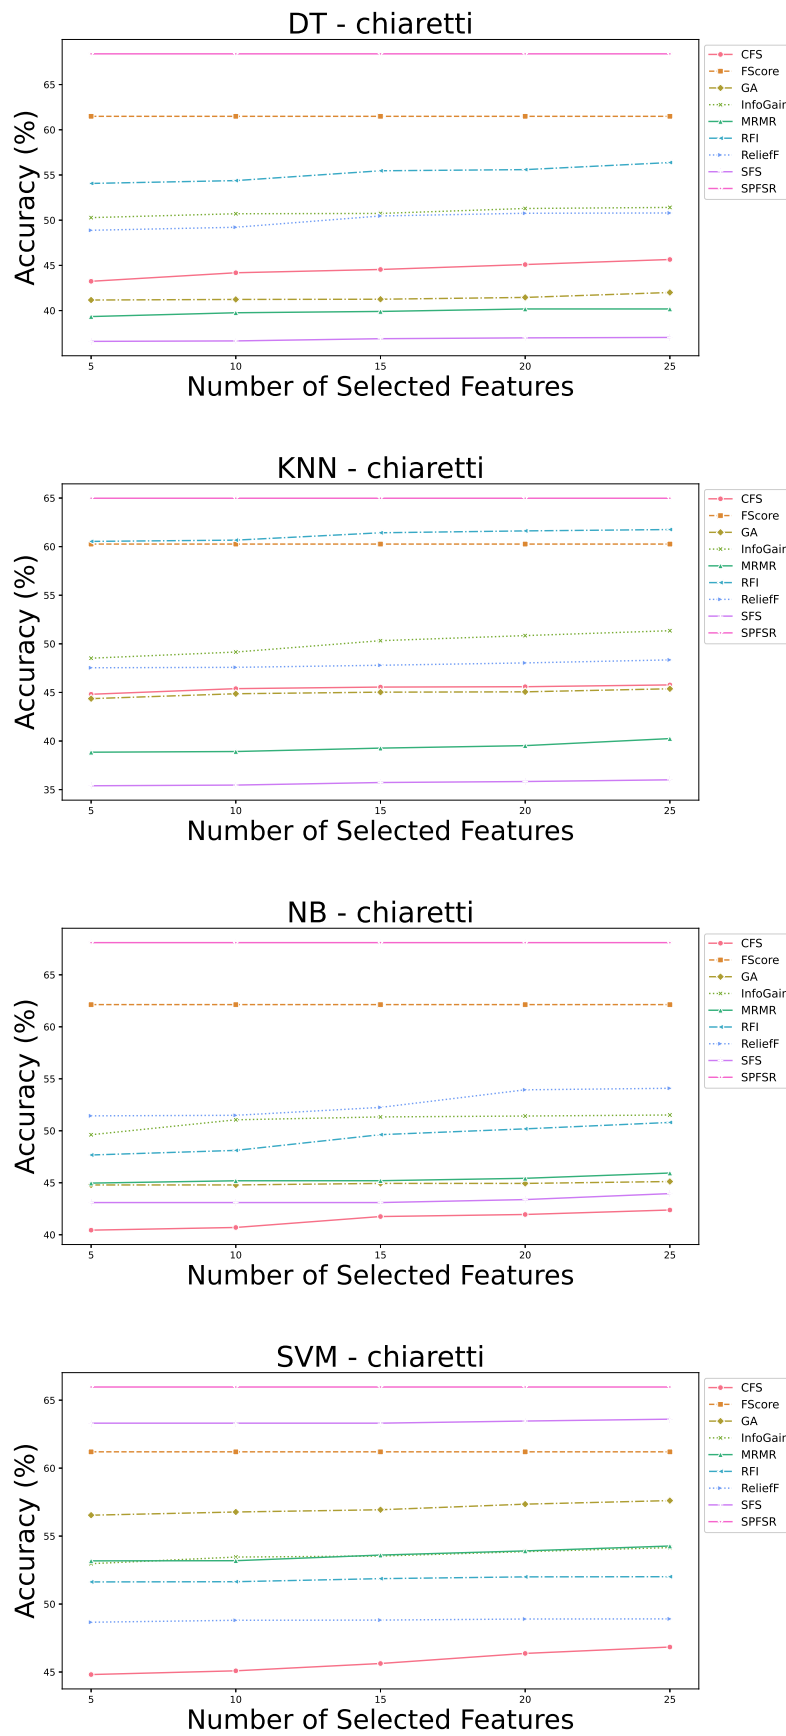 DT - chiaretti
Accuracy (%)
65
60
55
50
45
40
5 10 15 20 25
Number of Selected Features
CFS
FScore
GA
InfoGain
MRMR
RFI
ReliefF
SFS
SPFSR
KNN - chiaretti
Accuracy (%)
65
60
55
50
45
40
35
5 10 15 20 25
Number of Selected Features
CFS
FScore
GA
InfoGain
MRMR
RFI
ReliefF
SFS
SPFSR
NB - chiaretti
Accuracy (%)
65
60
55
50
45
40
5 10 15 20 25
Number of Selected Features
CFS
FScore
GA
InfoGain
MRMR
RFI
ReliefF
SFS
SPFSR
SVM - chiaretti
Accuracy (%)
65
60
55
50
45
5 10 15 20 25
Number of Selected Features
CFS
FScore
GA
InfoGain
MRMR
RFI
ReliefF
SFS
SPFSR